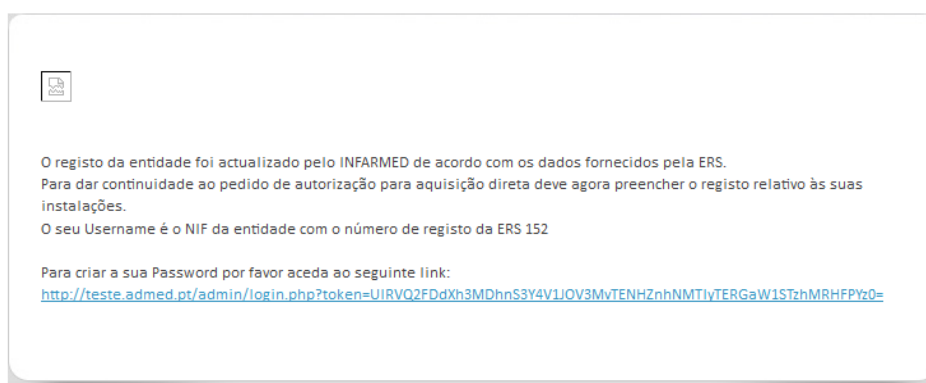 O registo da entidade foi actualizado pelo INFARMED de acordo com os dados fornecidos pela ERS.
Para dar continuidade ao pedido de autorização para aquisição direta deve agora preencher o registo relativo às suas
instalações.
O seu Username é o NIF da entidade com o número de registo da ERS 152
Para criar a sua Password por favor aceda ao seguinte link:
http://teste.admed.pt/admin/login.php?token=UIRVQ2FDdXh3MDhnS3Y4V1JOV3MvTENHZnhNMTIyTERGaW1STzhMRHFPYz0=